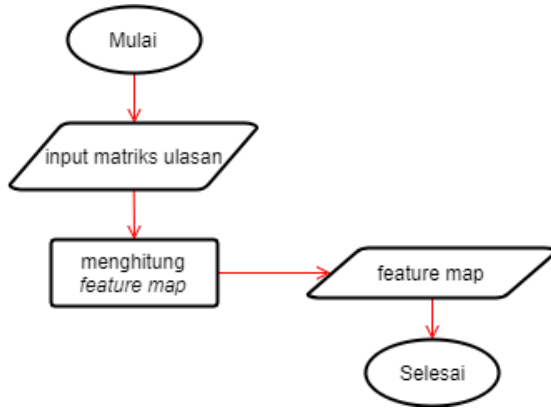 Mulai
input matriks ulasan
menghitung
feature map
feature map
Selesai